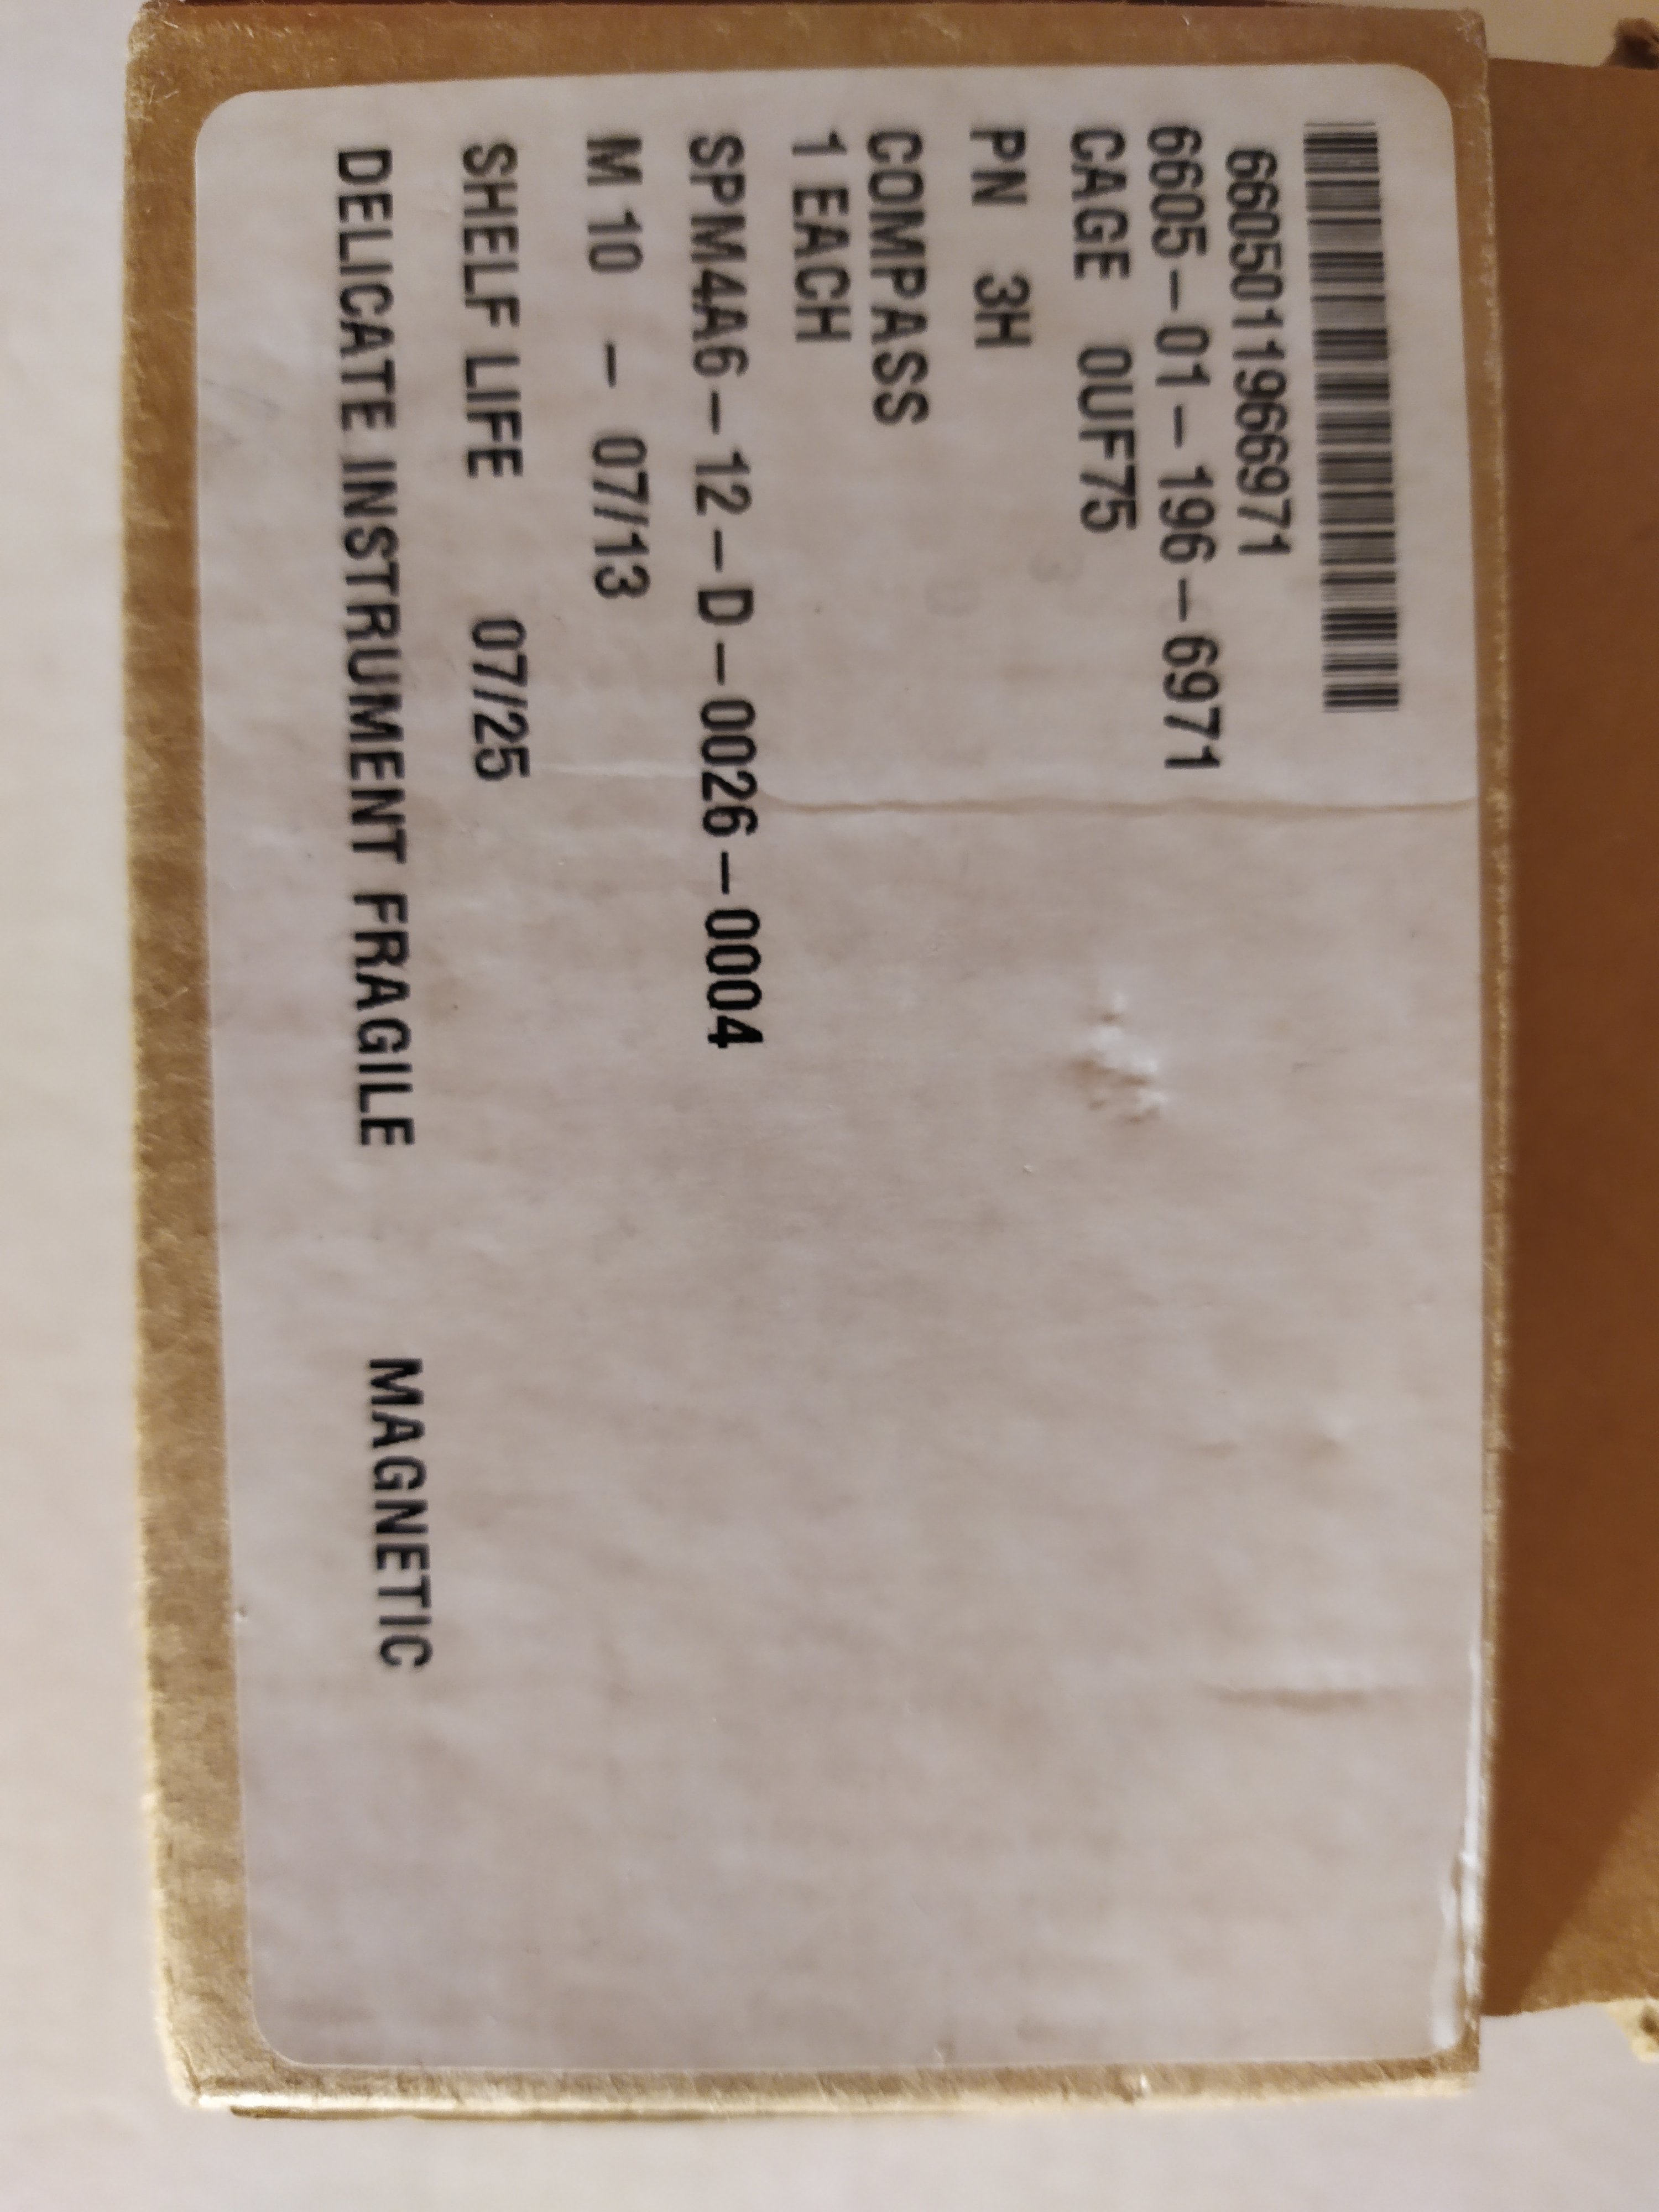 6605011966971
6605-01-196-6971
CAGE 0UF75
PN 3H
COMPASS
1 EACH
SPM4A6-12-D-0026-0004
M 10 - 07/13
SHELF LIFE 07/25
DELICATE INSTRUMENT FRAGILE MAGNETIC